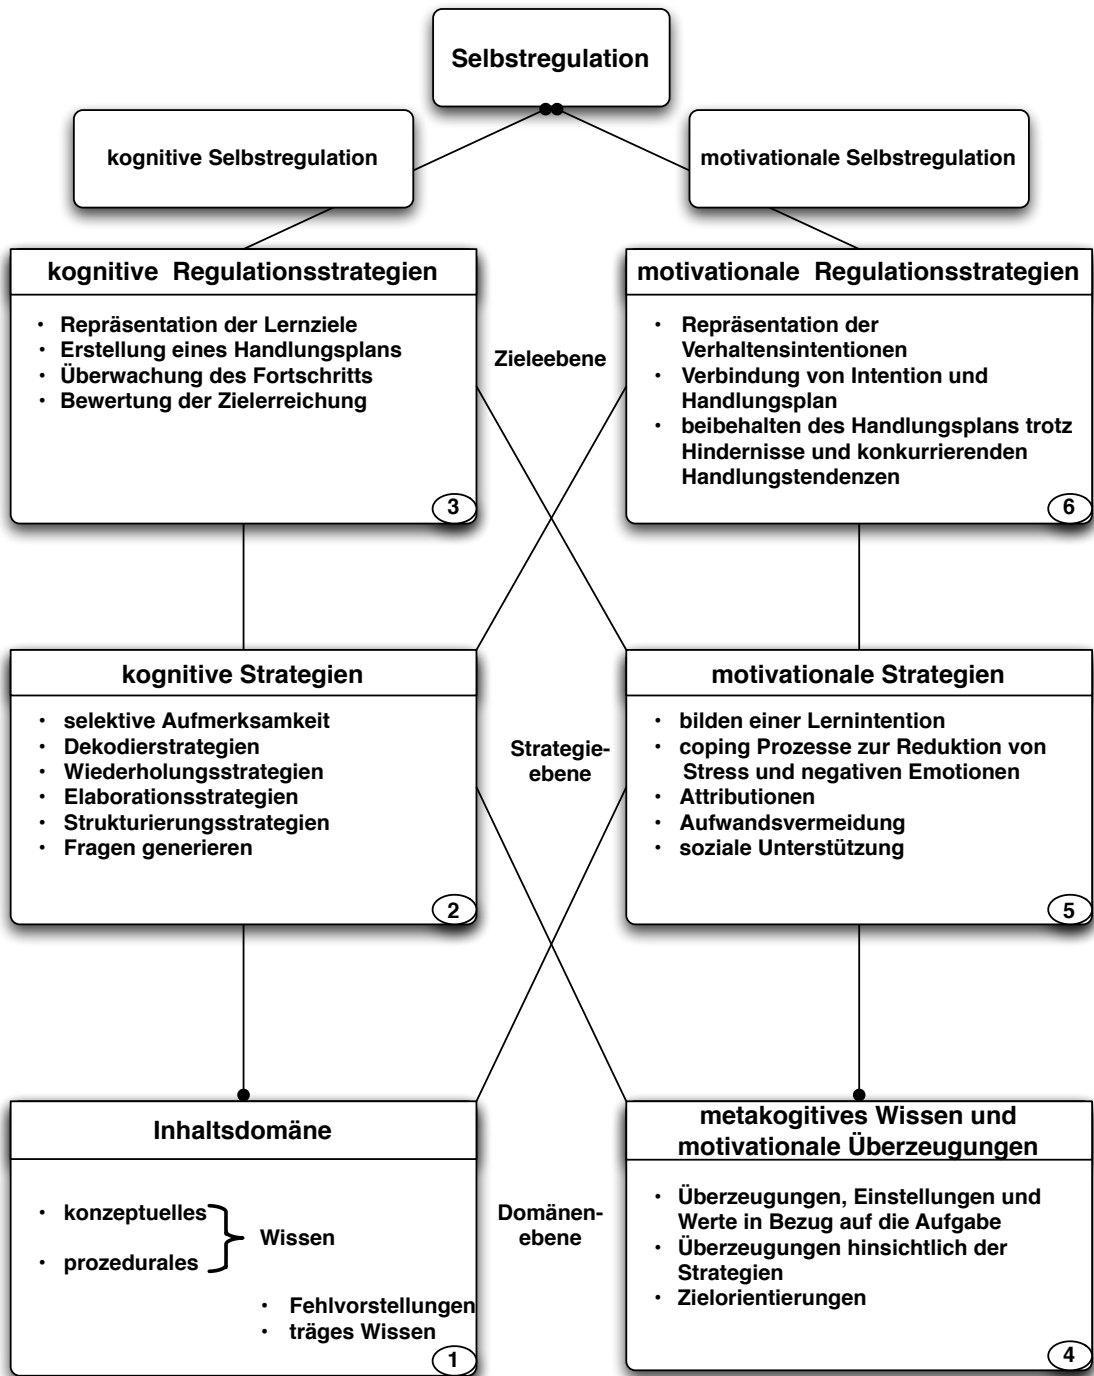 Selbstregulation
kognitive Selbstregulation
motivationale Selbstregulation
kognitive Regulationsstrategien
• Repräsentation der Lernziele
• Erstellung eines Handlungsplans
• Überwachung des Fortschritts
• Bewertung der Zielerreichung
3
Zieleebene
motivationale Regulationsstrategien
• Repräsentation der
Verhaltensintentionen
• Verbindung von Intention und
Handlungsplan
• beibehalten des Handlungsplans trotz
Hindernisse und konkurrierenden
Handlungstendenzen
6
kognitive Strategien
• selektive Aufmerksamkeit
• Dekodierstrategien
• Wiederholungsstrategien
• Elaborationsstrategien
• Strukturierungsstrategien
• Fragen generieren
2
Strategie-
ebene
motivationale Strategien
• bilden einer Lernintention
• coping Prozesse zur Reduktion von
Stress und negativen Emotionen
• Attributionen
• Aufwandsvermeidung
• soziale Unterstützung
5
Inhaltsdomäne
• konzeptuelles
• prozedurales
Wissen
• Fehlvorstellungen
• träges Wissen
1
Domänen-
ebene
metakogitives Wissen und
motivationale Überzeugungen
• Überzeugungen, Einstellungen und
Werte in Bezug auf die Aufgabe
• Überzeugungen hinsichtlich der
Strategien
• Zielorientierungen
4